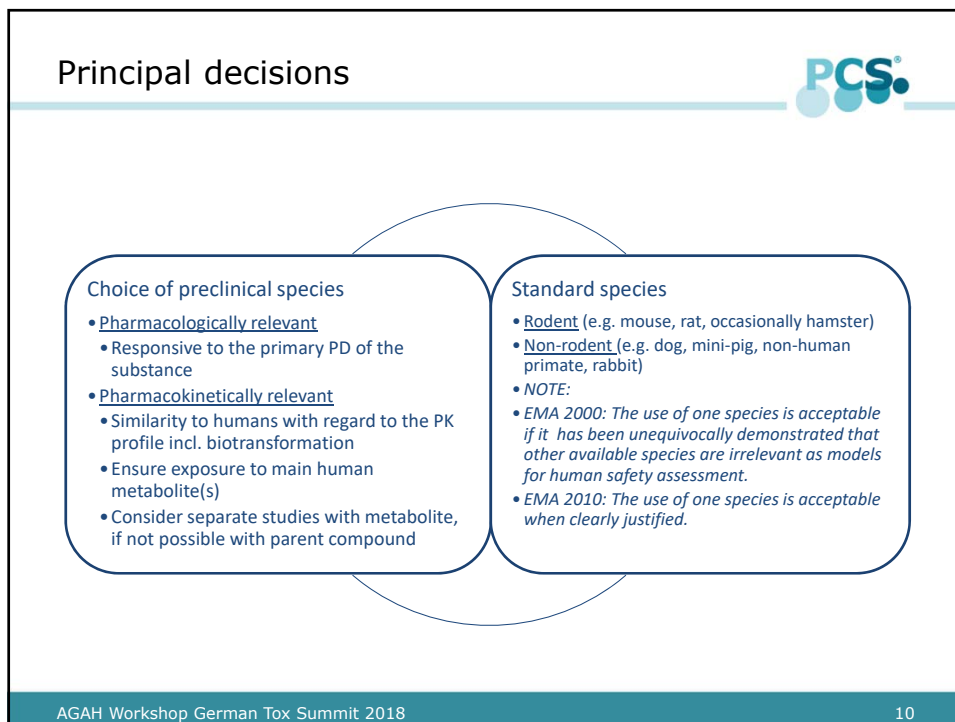 Principal decisions
PCS®
Choice of preclinical species
•Pharmacologically relevant
•Responsive to the primary PD of the
substance
•Pharmacokinetically relevant
•Similarity to humans with regard to the PK
profile incl. biotransformation
•Ensure exposure to main human
metabolite(s)
•Consider separate studies with metabolite,
if not possible with parent compound
Standard species
•Rodent (e.g. mouse, rat, occasionally hamster)
•Non-rodent (e.g. dog, mini-pig, non-human
primate, rabbit)
•NOTE:
•EMA 2000: The use of one species is acceptable
if it has been unequivocally demonstrated that
other available species are irrelevant as models
for human safety assessment.
•EMA 2010: The use of one species is acceptable
when clearly justified.
AGAH Workshop German Tox Summit 2018
10